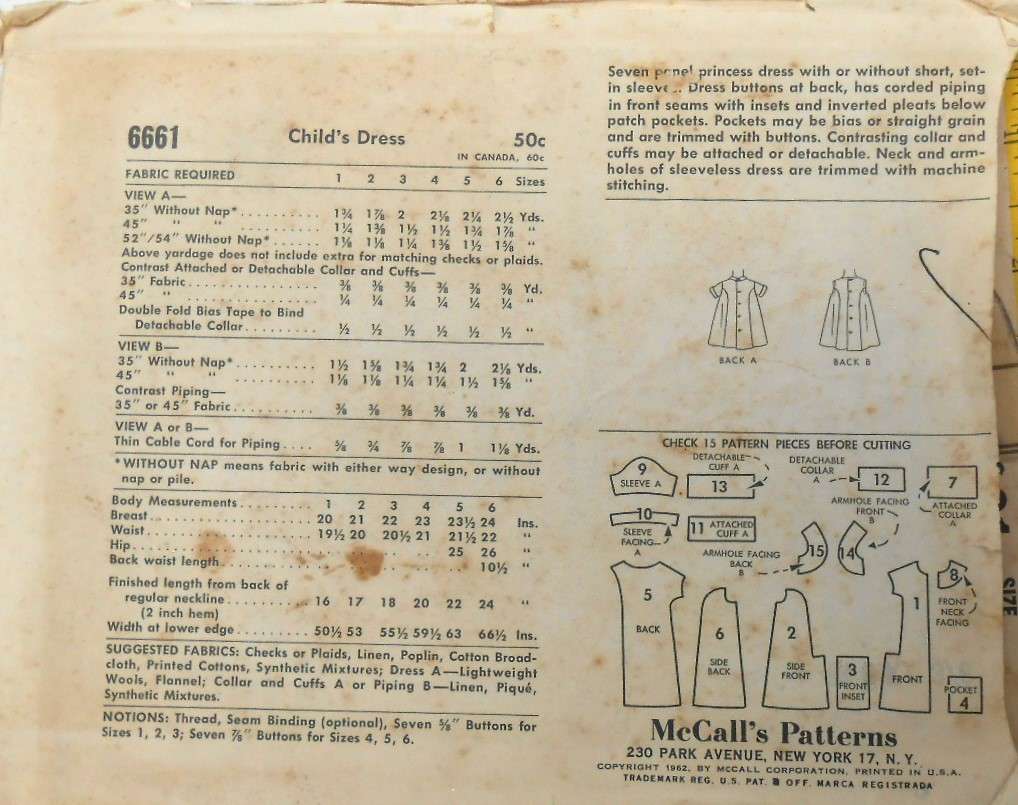 6661 Child's Dress 50c
IN CANADA, 60c
FABRIC REQUIRED 1 2 3 4 5 6 Sizes
VIEW A—
35" Without Nap*.......... 1¾ 1⅞ 2 2⅛ 2¼ 2½ Yds.
45" " " .......... 1¼ 1⅜ 1½ 1½ 1¾ 1⅞ "
52"/54" Without Nap*...... 1⅛ 1⅛ 1¼ 1⅜ 1½ 1⅝ "
Above yardage does not include extra for matching checks or plaids.
Contrast Attached or Detachable Collar and Cuffs—
35" Fabric................. ⅜ ⅜ ⅜ ⅜ ⅜ ⅜ Yd.
45" " ................. ¼ ¼ ¼ ¼ ¼ ¼ "
Double Fold Bias Tape to Bind
Detachable Collar......... ½ ½ ½ ½ ½ ½ "
VIEW B—
35" Without Nap*.......... 1½ 1⅝ 1¾ 1¾ 2 2⅛ Yds.
45" " " .......... 1⅛ 1⅛ 1¼ 1¼ 1½ 1⅝ "
Contrast Piping—
35" or 45" Fabric.......... ⅜ ⅜ ⅜ ⅜ ⅜ ⅜ Yd.
VIEW A or B—
Thin Cable Cord for Piping.... ⅝ ¾ ⅞ ⅞ 1 1⅛ Yds.
*WITHOUT NAP means fabric with either way design, or without
nap or pile.
Body Measurements......... 1 2 3 4 5 6
Breast.................... 20 21 22 23 23½ 24 Ins.
Waist..................... 19½ 20 20½ 21 21½ 22 "
Hip....................... 25 26 "
Back waist length......... 10½ "
Finished length from back of
regular neckline.......... 16 17 18 20 22 24 "
(2 inch hem)
Width at lower edge......... 50½ 53 55½ 59½ 63 66½ Ins.
SUGGESTED FABRICS: Checks or Plaids, Linen, Poplin, Cotton Broad-
cloth, Printed Cottons, Synthetic Mixtures; Dress A—Lightweight
Wools, Flannel; Collar and Cuffs A or Piping B—Linen, Piqué,
Synthetic Mixtures.
NOTIONS: Thread, Seam Binding (optional), Seven ⅝" Buttons for
Sizes 1, 2, 3; Seven ⅞" Buttons for Sizes 4, 5, 6.
Seven panel princess dress with or without short, set-
in sleeve.. Dress buttons at back, has corded piping
in front seams with insets and inverted pleats below
patch pockets. Pockets may be bias or straight grain
and are trimmed with buttons. Contrasting collar and
cuffs may be attached or detachable. Neck and arm-
holes of sleeveless dress are trimmed with machine
stitching.
BACK A
BACK B
CHECK 15 PATTERN PIECES BEFORE CUTTING
9
SLEEVE A
DETACHABLE
CUFF A
13
DETACHABLE
COLLAR
A
12
7
ATTACHED
COLLAR
A
10
SLEEVE
FACING
A
11 ATTACHED
CUFF A
ARMHOLE FACING
FRONT
B
ARMHOLE FACING
BACK
B
15
14
5
BACK
6
SIDE
BACK
2
SIDE
FRONT
3
FRONT
INSET
1
FRONT
8
FRONT
NECK
FACING
POCKET
4
McCall's Patterns
230 PARK AVENUE, NEW YORK 17, N. Y.
COPYRIGHT 1962, BY MCCALL CORPORATION. PRINTED IN U.S.A.
TRADEMARK REG. U.S. PAT. & OFF. MARCA REGISTRADA
SIZE